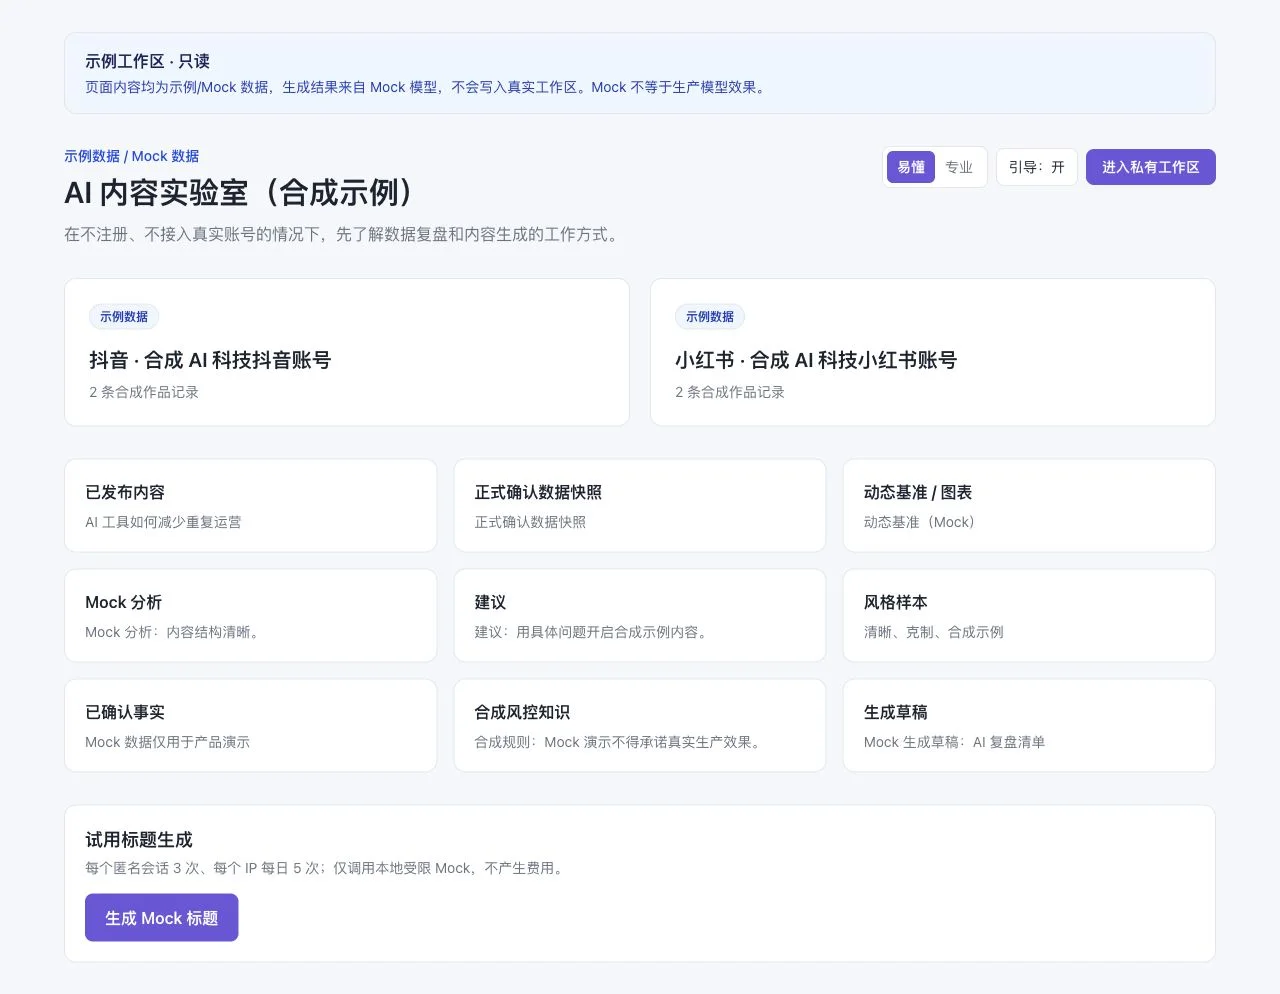 示例工作区 · 只读
页面内容均为示例/Mock 数据，生成结果来自 Mock 模型，不会写入真实工作区。Mock 不等于生产模型效果。
示例数据 / Mock 数据
AI 内容实验室（合成示例）
在不注册、不接入真实账号的情况下，先了解数据复盘和内容生成的工作方式。
易懂 专业 引导：开 进入私有工作区
示例数据
抖音 · 合成 AI 科技抖音账号
2 条合成作品记录
示例数据
小红书 · 合成 AI 科技小红书账号
2 条合成作品记录
已发布内容
AI 工具如何减少重复运营
正式确认数据快照
正式确认数据快照
动态基准 / 图表
动态基准（Mock）
Mock 分析
Mock 分析：内容结构清晰。
建议
建议：用具体问题开启合成示例内容。
风格样本
清晰、克制、合成示例
已确认事实
Mock 数据仅用于产品演示
合成风控知识
合成规则：Mock 演示不得承诺真实生产效果。
生成草稿
Mock 生成草稿：AI 复盘清单
试用标题生成
每个匿名会话 3 次、每个 IP 每日 5 次；仅调用本地受限 Mock，不产生费用。
生成 Mock 标题